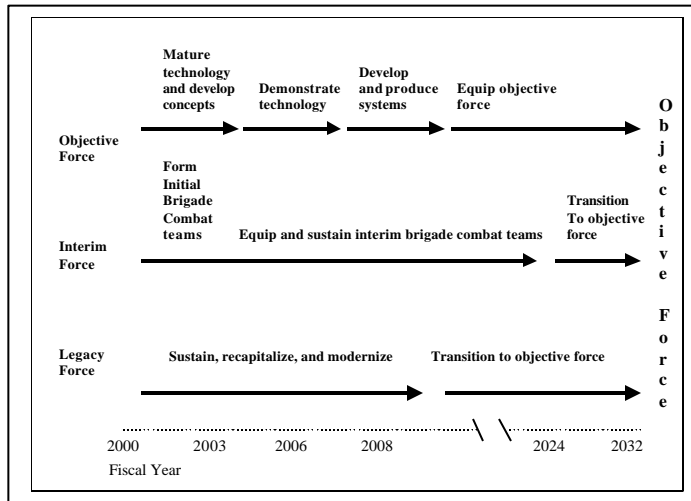 Mature
technology
and develop
concepts
Demonstrate
technology
Develop
and produce
systems
Equip objective
force
Objective
Force
Form
Initial
Brigade
Combat
teams
Equip and sustain interim brigade combat teams
Transition
To objective
force
Interim
Force
Legacy
Force
Sustain, recapitalize, and modernize
Transition to objective force
2000 2003 2006 2008 2024 2032
Fiscal Year
Objective Force